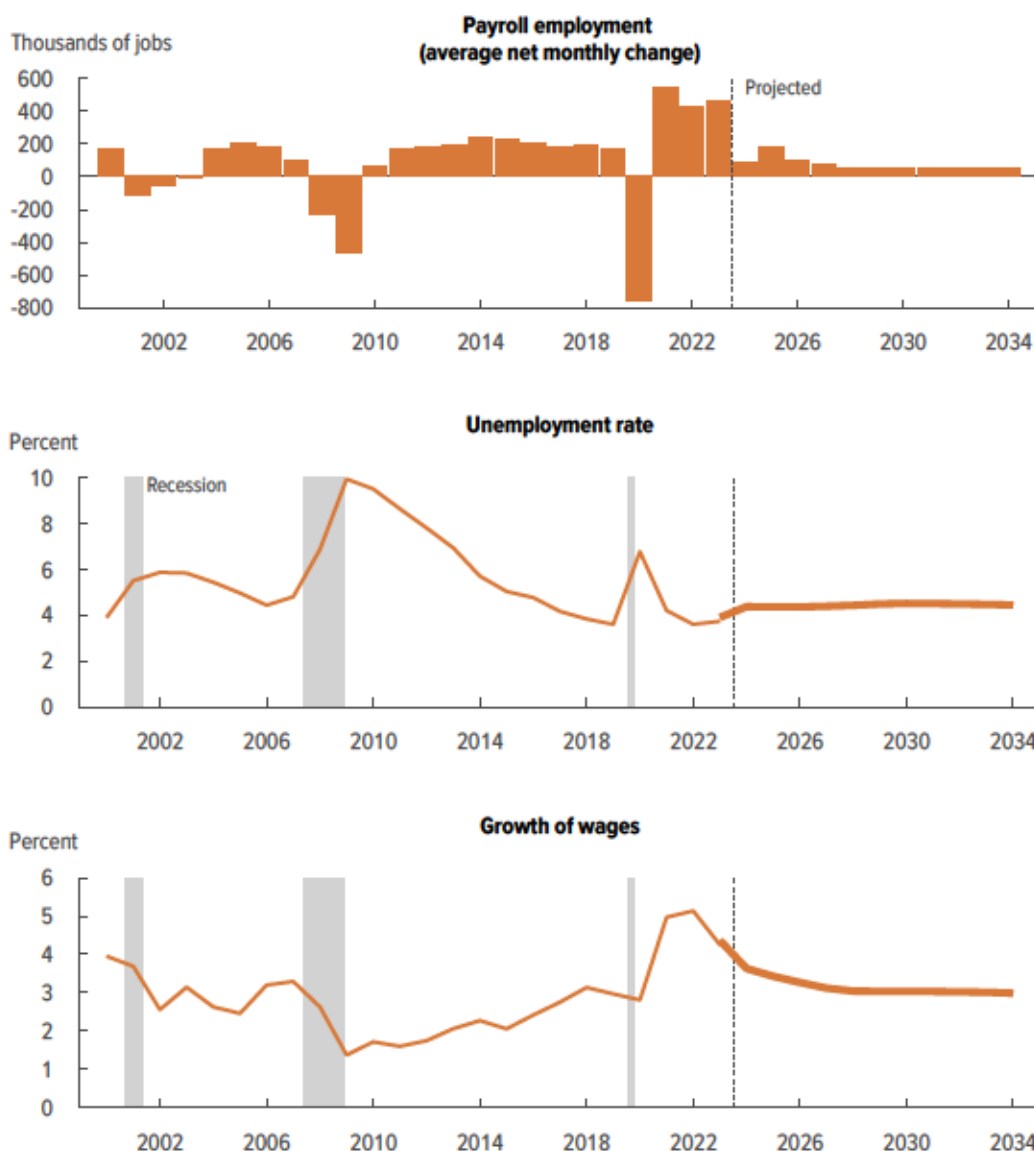 Payroll employment
Thousands of jobs
(average net monthly change)
600
Projected
400
200
0
-200
-400
-600
-800
2002 2006 2010 2014 2018 2022 2026 2030 2034
Unemployment rate
Percent
10
Recession
8
6
4
2
0
2002 2006 2010 2014 2018 2022 2026 2030 2034
Growth of wages
Percent
6
5
4
3
2
1
0
2002 2006 2010 2014 2018 2022 2026 2030 2034